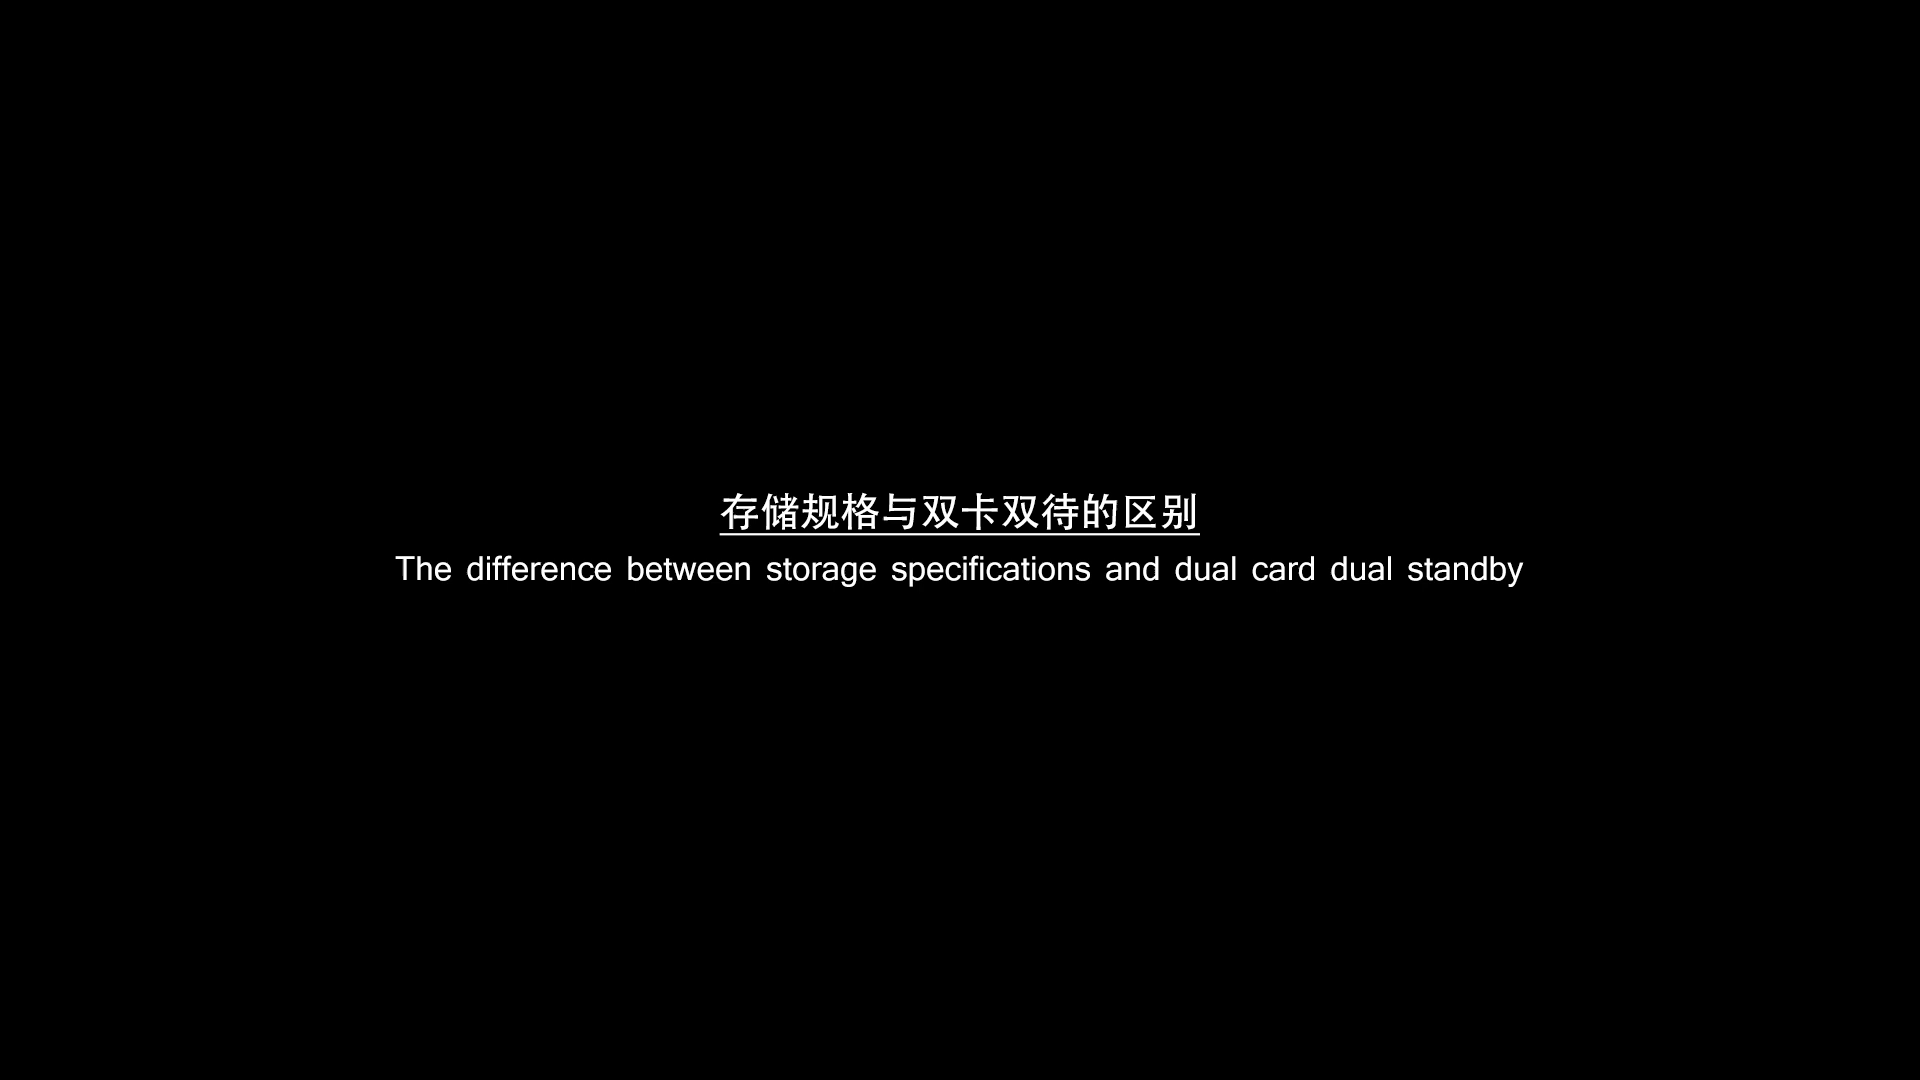 存储规格与双卡双待的区别
The difference between storage specifications and dual card dual standby